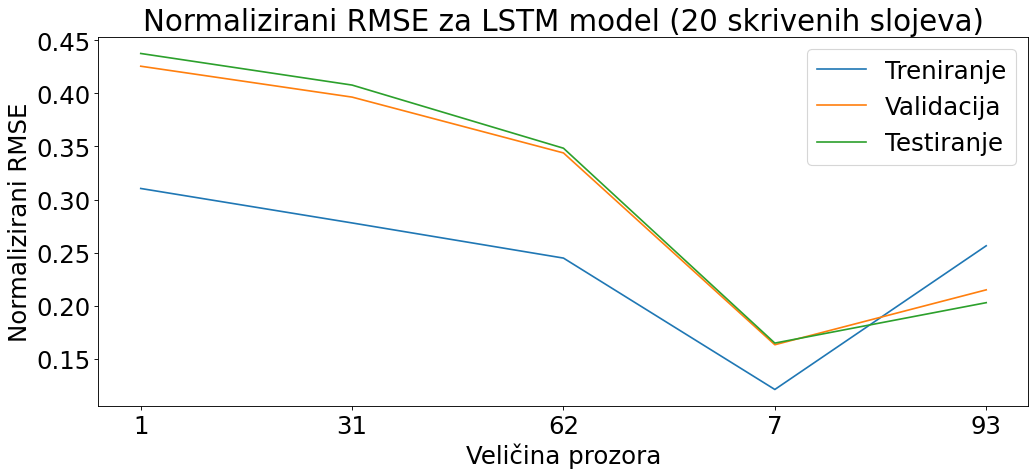 Normalizirani RMSE za LSTM model (20 skrivenih slojeva)
Normalizirani RMSE
0.45
0.40
0.35
0.30
0.25
0.20
0.15
Treniranje
Validacija
Testiranje
1 31 62 7 93
Veličina prozora